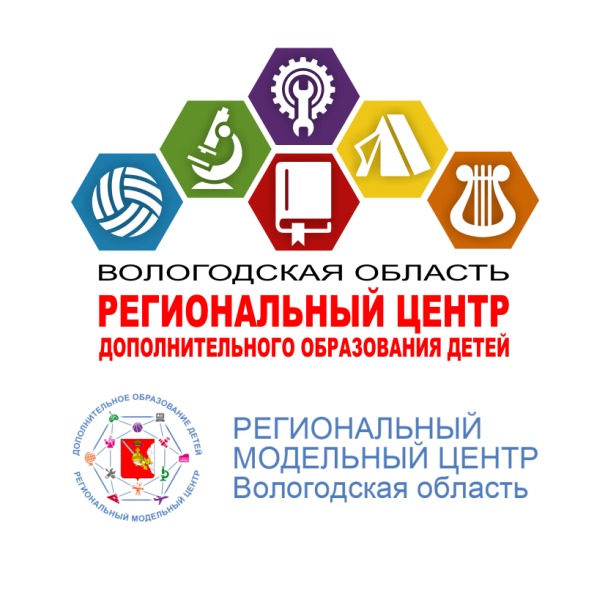 ВОЛОГОДСКАЯ ОБЛАСТЬ
РЕГИОНАЛЬНЫЙ ЦЕНТР
ДОПОЛНИТЕЛЬНОГО ОБРАЗОВАНИЯ ДЕТЕЙ
ДОПОЛНИТЕЛЬНОЕ ОБРАЗОВАНИЕ ДЕТЕЙ
РЕГИОНАЛЬНЫЙ МОДЕЛЬНЫЙ ЦЕНТР
РЕГИОНАЛЬНЫЙ
МОДЕЛЬНЫЙ ЦЕНТР
Вологодская область